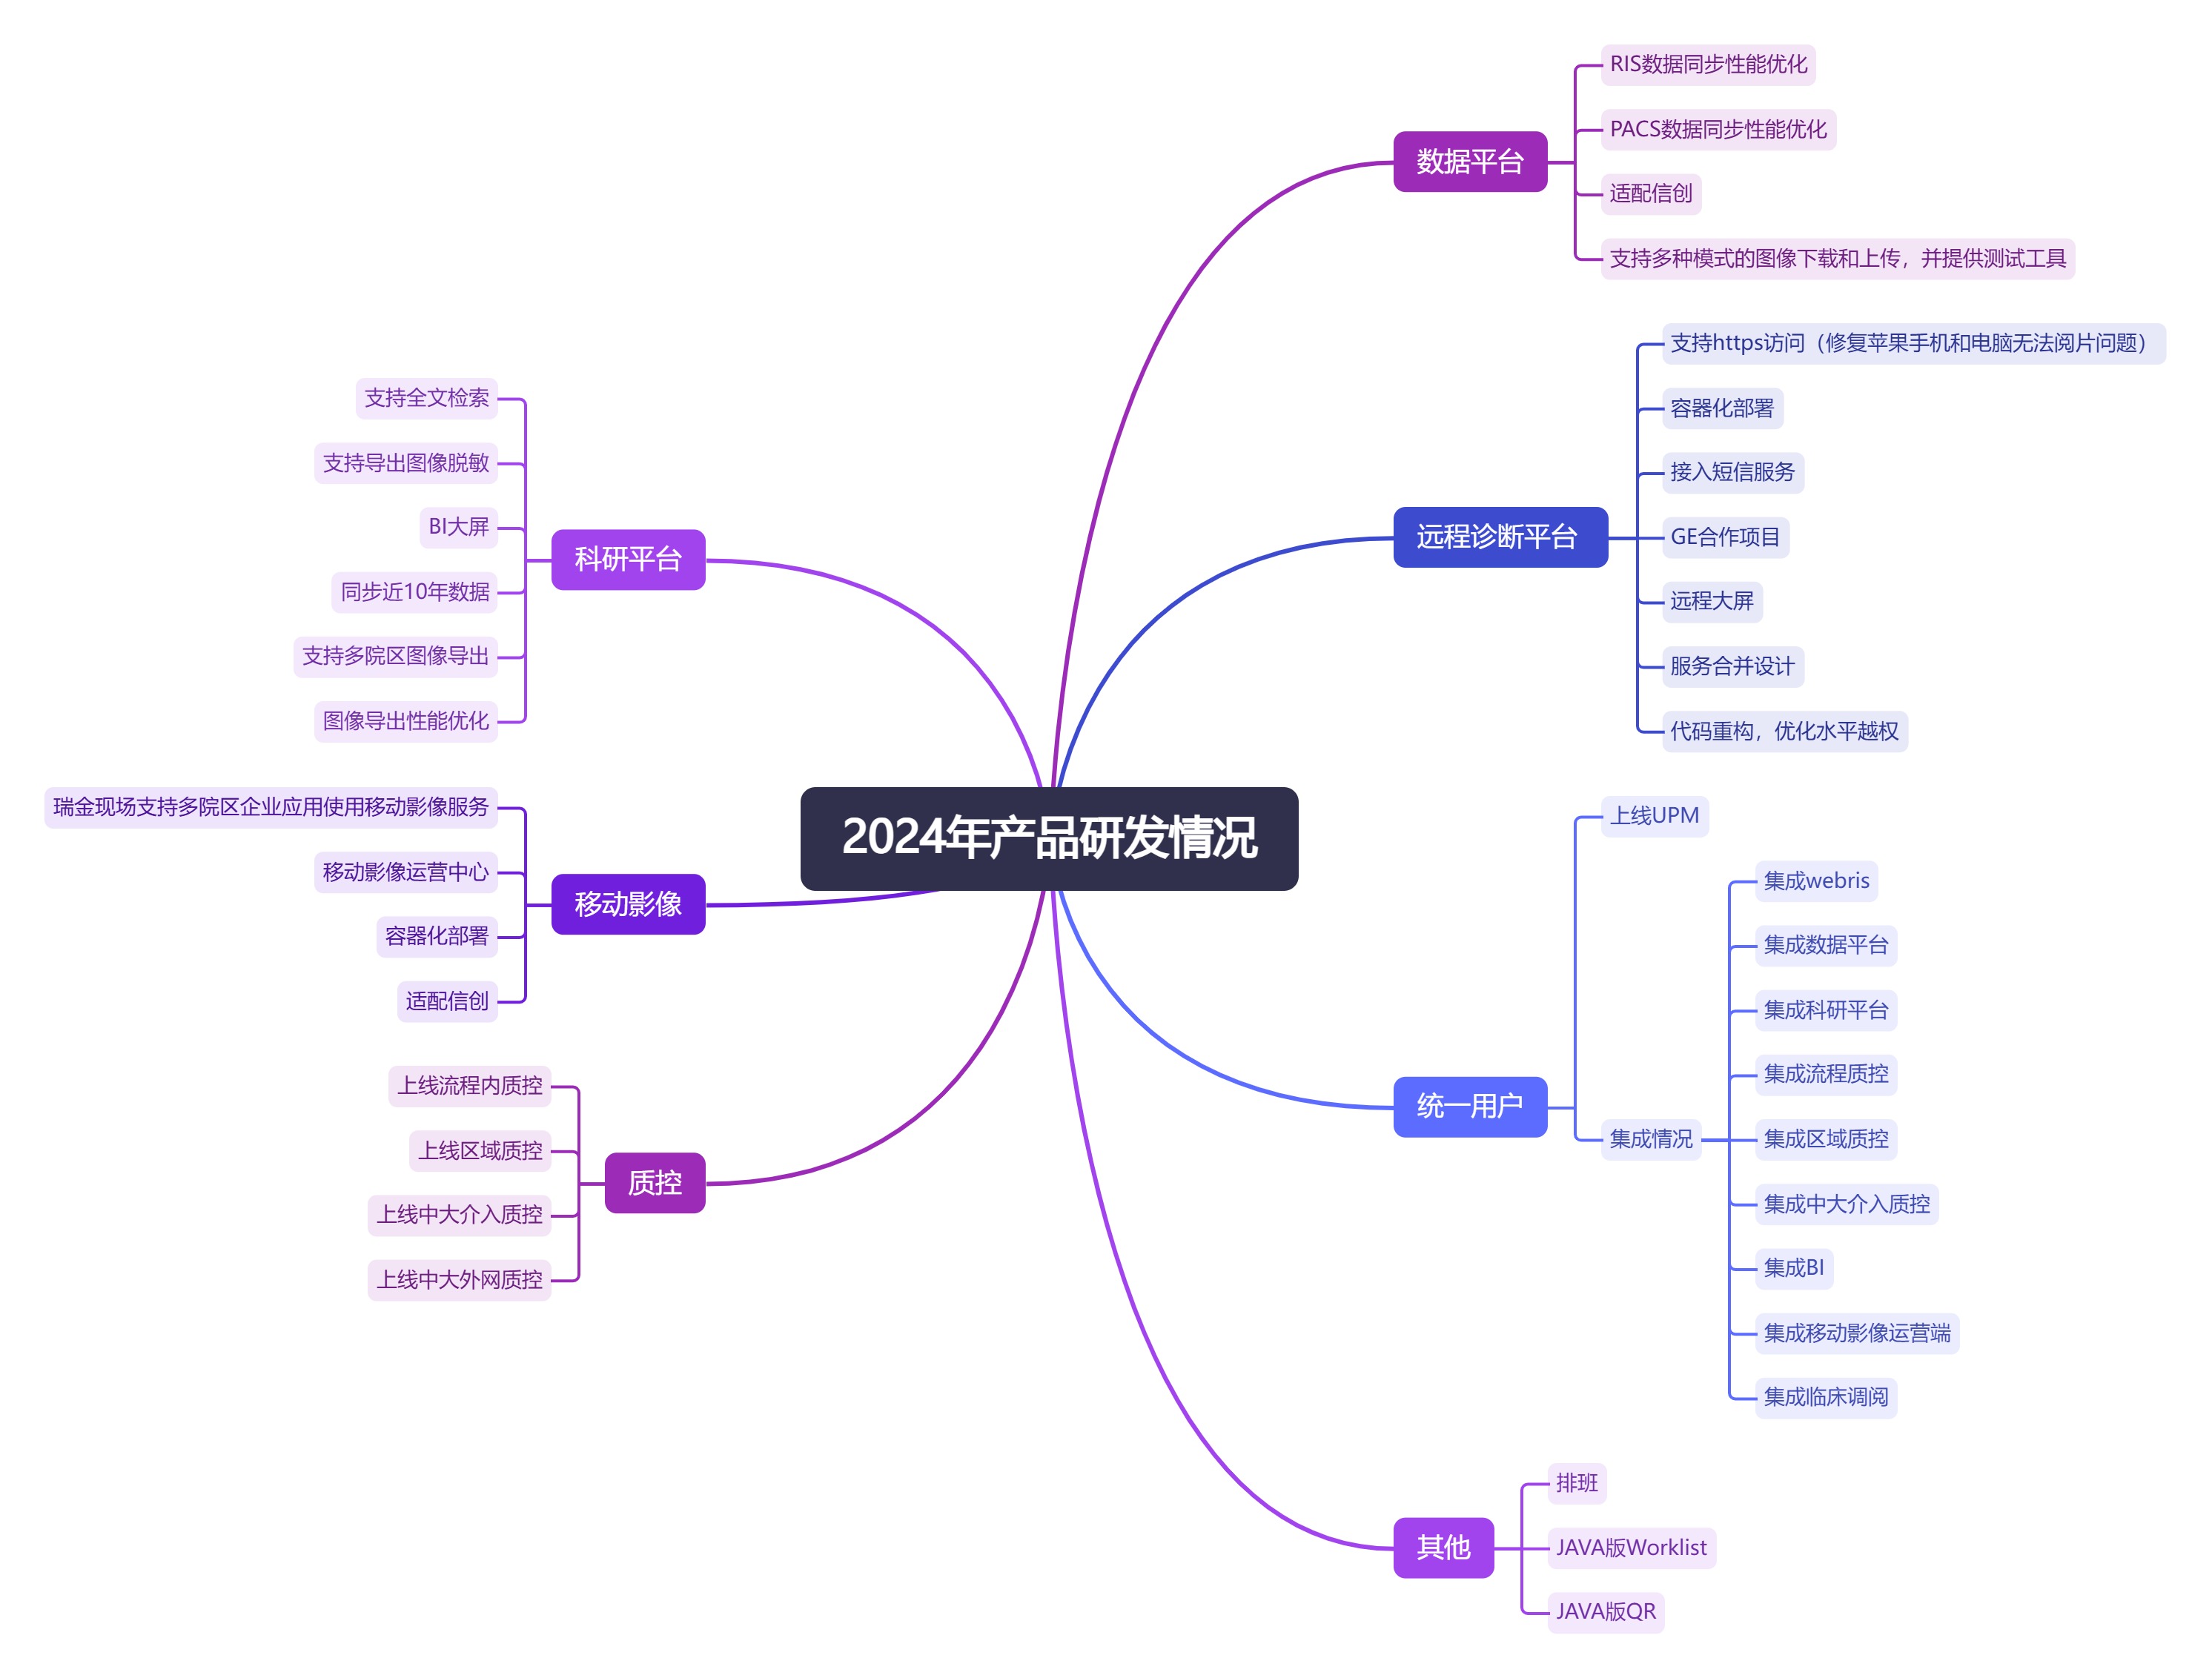 2024年产品研发情况
数据平台
RIS数据同步性能优化
PACS数据同步性能优化
适配信创
支持多种模式的图像下载和上传，并提供测试工具
远程诊断平台
支持https访问（修复苹果手机和电脑无法阅片问题）
容器化部署
接入短信服务
GE合作项目
远程大屏
服务合并设计
代码重构，优化水平越权
统一用户
上线UPM
集成情况
集成webris
集成数据平台
集成科研平台
集成流程质控
集成区域质控
集成中大介入质控
集成BI
集成移动影像运营端
集成临床调阅
其他
排班
JAVA版Worklist
JAVA版QR
科研平台
支持全文检索
支持导出图像脱敏
BI大屏
同步近10年数据
支持多院区图像导出
图像导出性能优化
移动影像
瑞金现场支持多院区企业应用使用移动影像服务
移动影像运营中心
容器化部署
适配信创
质控
上线流程内质控
上线区域质控
上线中大介入质控
上线中大外网质控